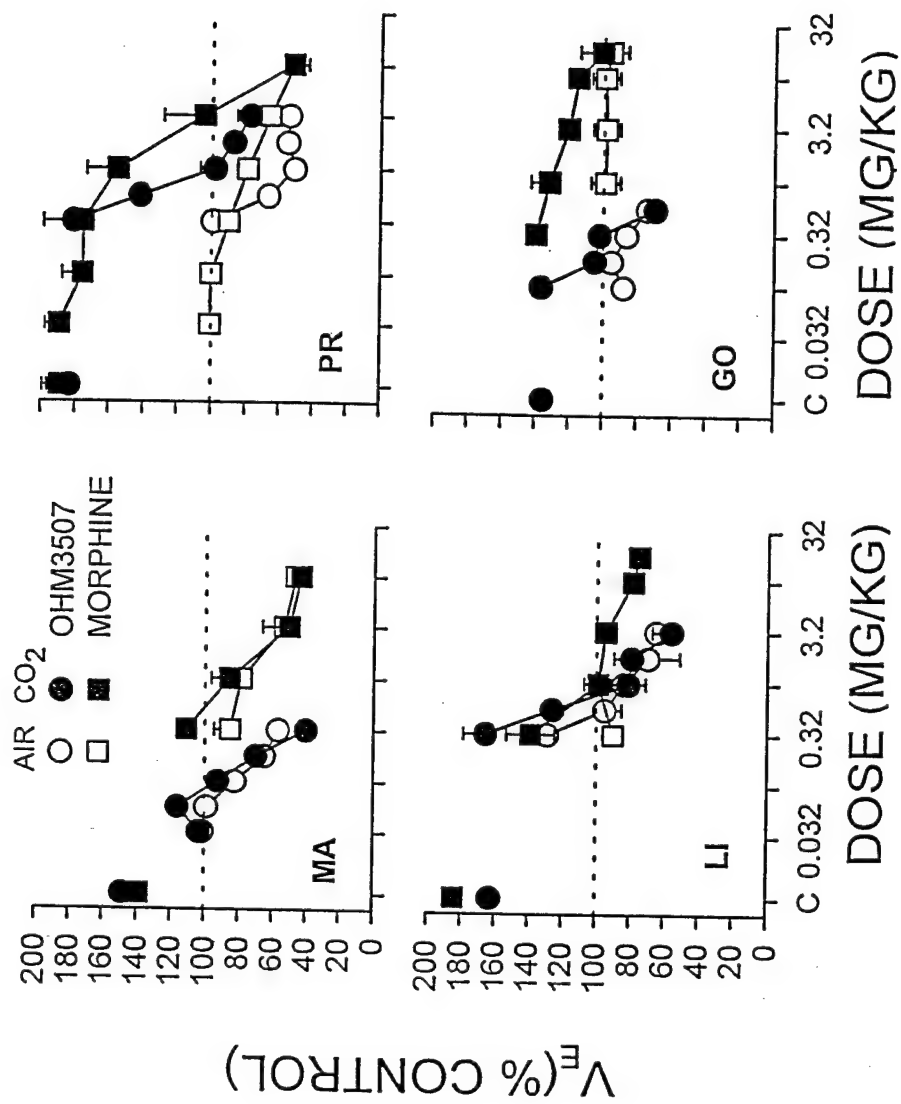 AIR CO2
OHM3507
MORPHINE
V_E (% CONTROL)
200
180
160
140
120
100
80
60
40
20
0
MA
PR
200
180
160
140
120
100
80
60
40
20
0
LI
C 0.032 0.32 3.2 32
DOSE (MG/KG)
GO
C 0.032 0.32 3.2 32
DOSE (MG/KG)